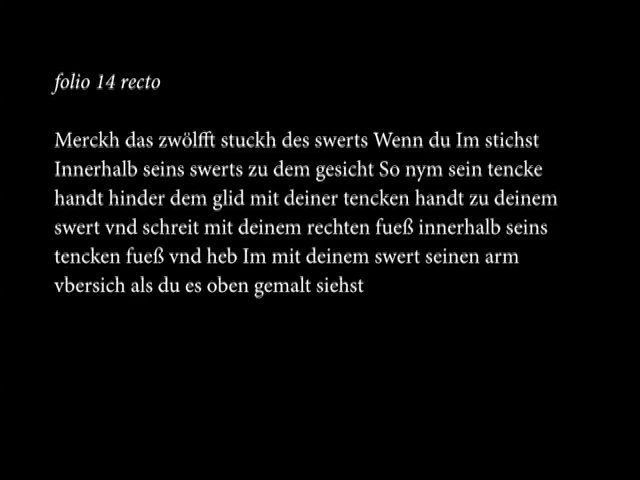 folio 14 recto
Merckh das zwölfft stuckh des swerts Wenn du Im stichst
Innerhalb seins swerts zu dem gesicht So nym sein tencke
handt hinder dem glid mit deiner tencken handt zu deinem
swert vnd schreit mit deinem rechten fueß innerhalb seins
tencken fueß vnd heb Im mit deinem swert seinen arm
vbersich als du es oben gemalt siehst